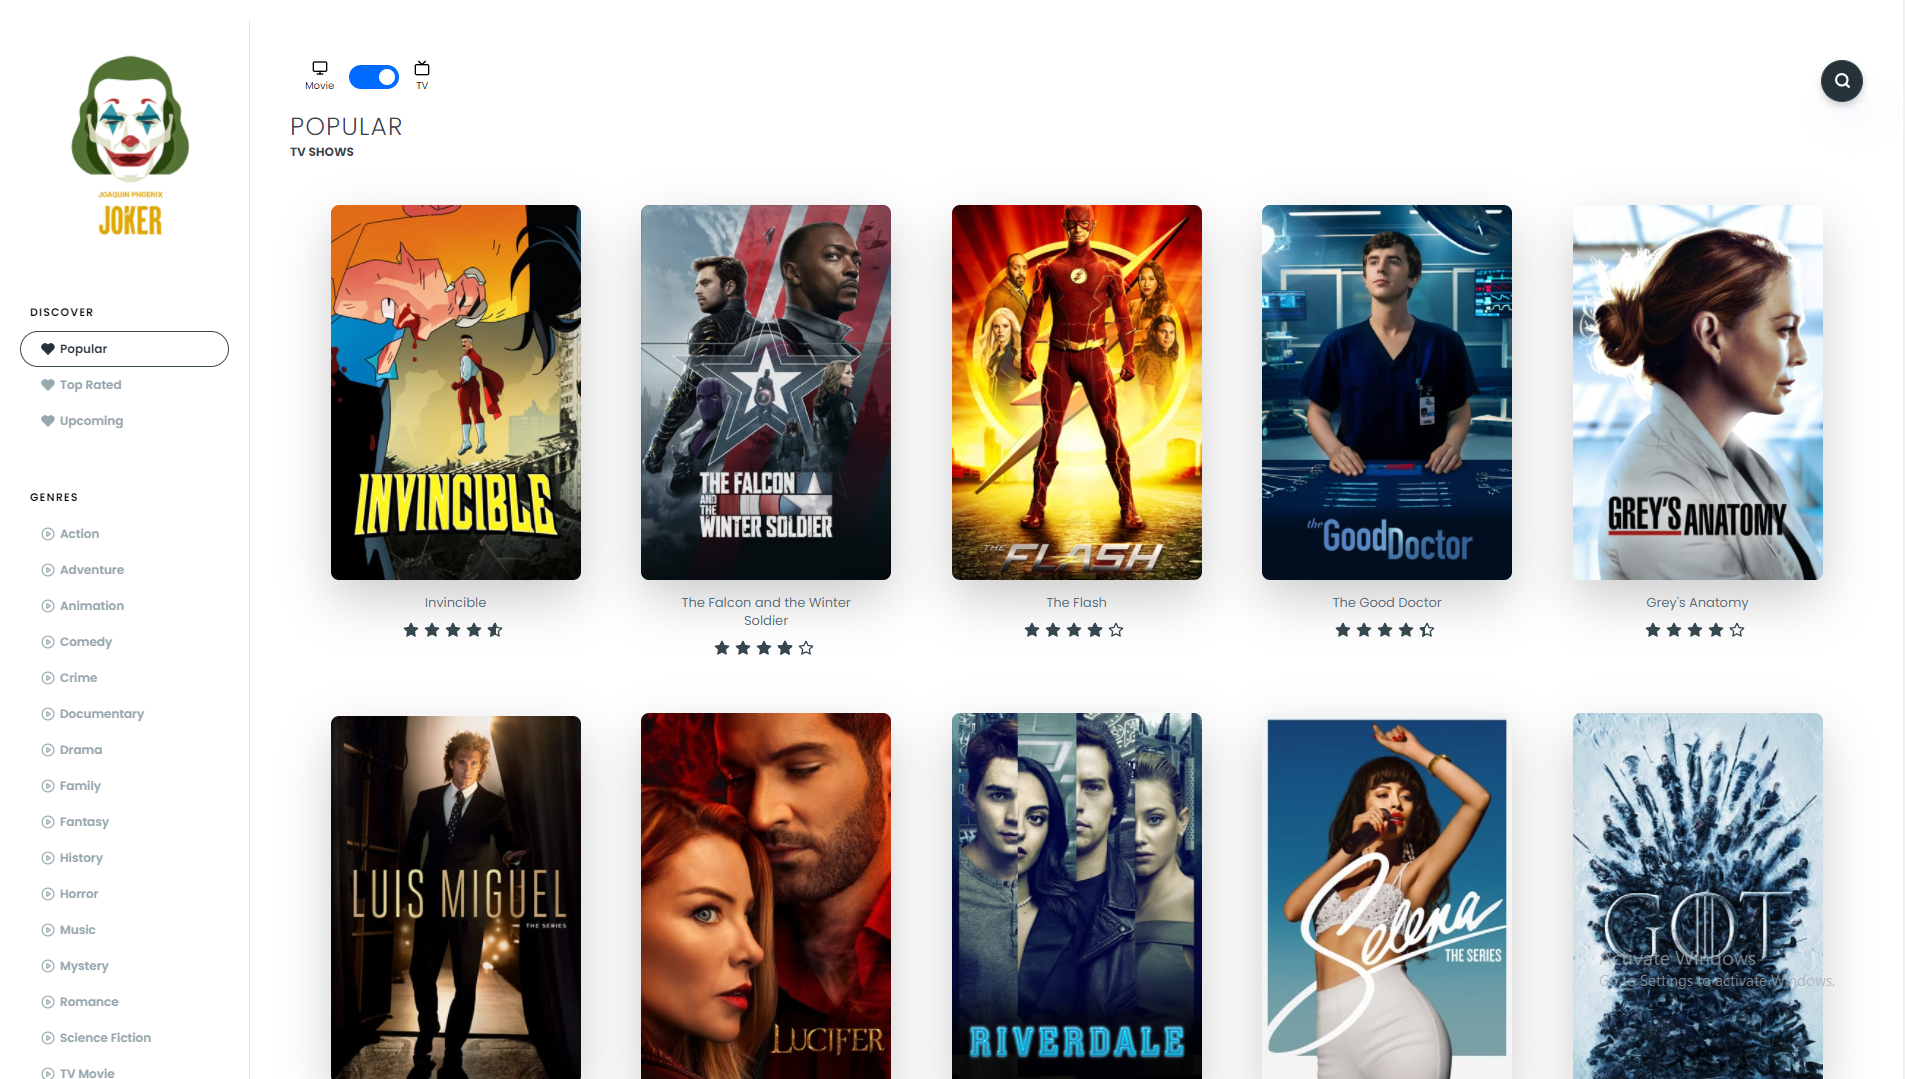 JOAQUIN PHOENIX
JOKER
DISCOVER
Popular
Top Rated
Upcoming
GENRES
Action
Adventure
Animation
Comedy
Crime
Documentary
Drama
Family
Fantasy
History
Horror
Music
Mystery
Romance
Science Fiction
TV Movie
Movie
TV
POPULAR
TV SHOWS
INVINCIBLE
THE FALCON
AND
THE
WINTER SOLDIER
THE
FLASH
the
GoodDoctor
GREY'S ANATOMY
Invincible
The Falcon and the Winter
Soldier
The Flash
The Good Doctor
Grey's Anatomy
LUIS MIGUEL
THE SERIES
LUCIFER
RIVERDALE
Selena
THE SERIES
GOT
Activate Windows
Go to Settings to activate Windows.